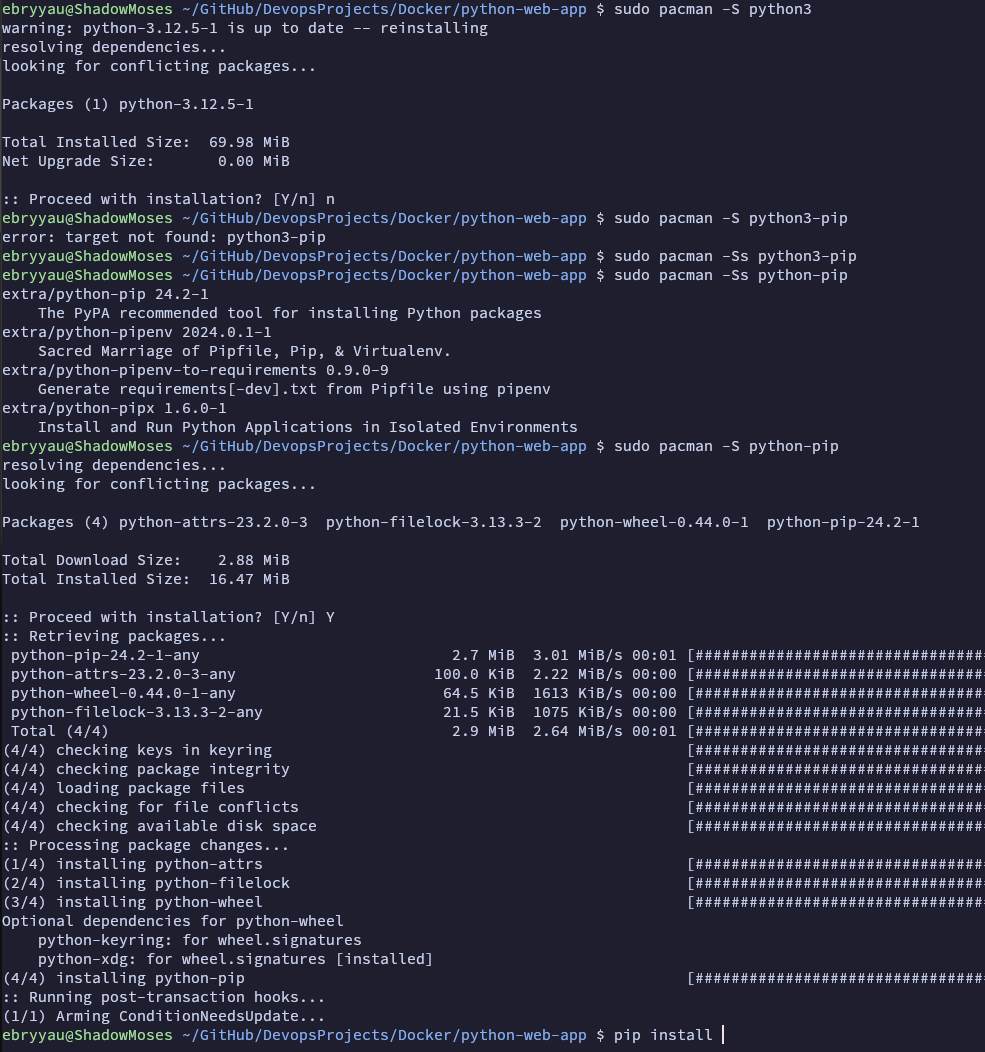 ebryyau@ShadowMoses ~/GitHub/DevopsProjects/Docker/python-web-app $ sudo pacman -S python3
warning: python-3.12.5-1 is up to date -- reinstalling
resolving dependencies...
looking for conflicting packages...
Packages (1) python-3.12.5-1
Total Installed Size:  69.98 MiB
Net Upgrade Size:       0.00 MiB
:: Proceed with installation? [Y/n] n
ebryyau@ShadowMoses ~/GitHub/DevopsProjects/Docker/python-web-app $ sudo pacman -S python3-pip
error: target not found: python3-pip
ebryyau@ShadowMoses ~/GitHub/DevopsProjects/Docker/python-web-app $ sudo pacman -Ss python3-pip
ebryyau@ShadowMoses ~/GitHub/DevopsProjects/Docker/python-web-app $ sudo pacman -Ss python-pip
extra/python-pip 24.2-1
    The PyPA recommended tool for installing Python packages
extra/python-pipenv 2024.0.1-1
    Sacred Marriage of Pipfile, Pip, & Virtualenv.
extra/python-pipenv-to-requirements 0.9.0-9
    Generate requirements[-dev].txt from Pipfile using pipenv
extra/python-pipx 1.6.0-1
    Install and Run Python Applications in Isolated Environments
ebryyau@ShadowMoses ~/GitHub/DevopsProjects/Docker/python-web-app $ sudo pacman -S python-pip
resolving dependencies...
looking for conflicting packages...
Packages (4) python-attrs-23.2.0-3  python-filelock-3.13.3-2  python-wheel-0.44.0-1  python-pip-24.2-1
Total Download Size:    2.88 MiB
Total Installed Size:  16.47 MiB
:: Proceed with installation? [Y/n] Y
:: Retrieving packages...
 python-pip-24.2-1-any                            2.7 MiB  3.01 MiB/s 00:01 [################################
 python-attrs-23.2.0-3-any                      100.0 KiB  2.22 MiB/s 00:00 [################################
 python-wheel-0.44.0-1-any                       64.5 KiB  1613 KiB/s 00:00 [################################
 python-filelock-3.13.3-2-any                    21.5 KiB  1075 KiB/s 00:00 [################################
 Total (4/4)                                      2.9 MiB  2.64 MiB/s 00:01 [################################
(4/4) checking keys in keyring                                              [################################
(4/4) checking package integrity                                            [################################
(4/4) loading package files                                                 [################################
(4/4) checking for file conflicts                                           [################################
(4/4) checking available disk space                                         [################################
:: Processing package changes...
(1/4) installing python-attrs                                               [################################
(2/4) installing python-filelock                                            [################################
(3/4) installing python-wheel                                               [################################
Optional dependencies for python-wheel
    python-keyring: for wheel.signatures
    python-xdg: for wheel.signatures [installed]
(4/4) installing python-pip                                                 [################################
:: Running post-transaction hooks...
(1/1) Arming ConditionNeedsUpdate...
ebryyau@ShadowMoses ~/GitHub/DevopsProjects/Docker/python-web-app $ pip install